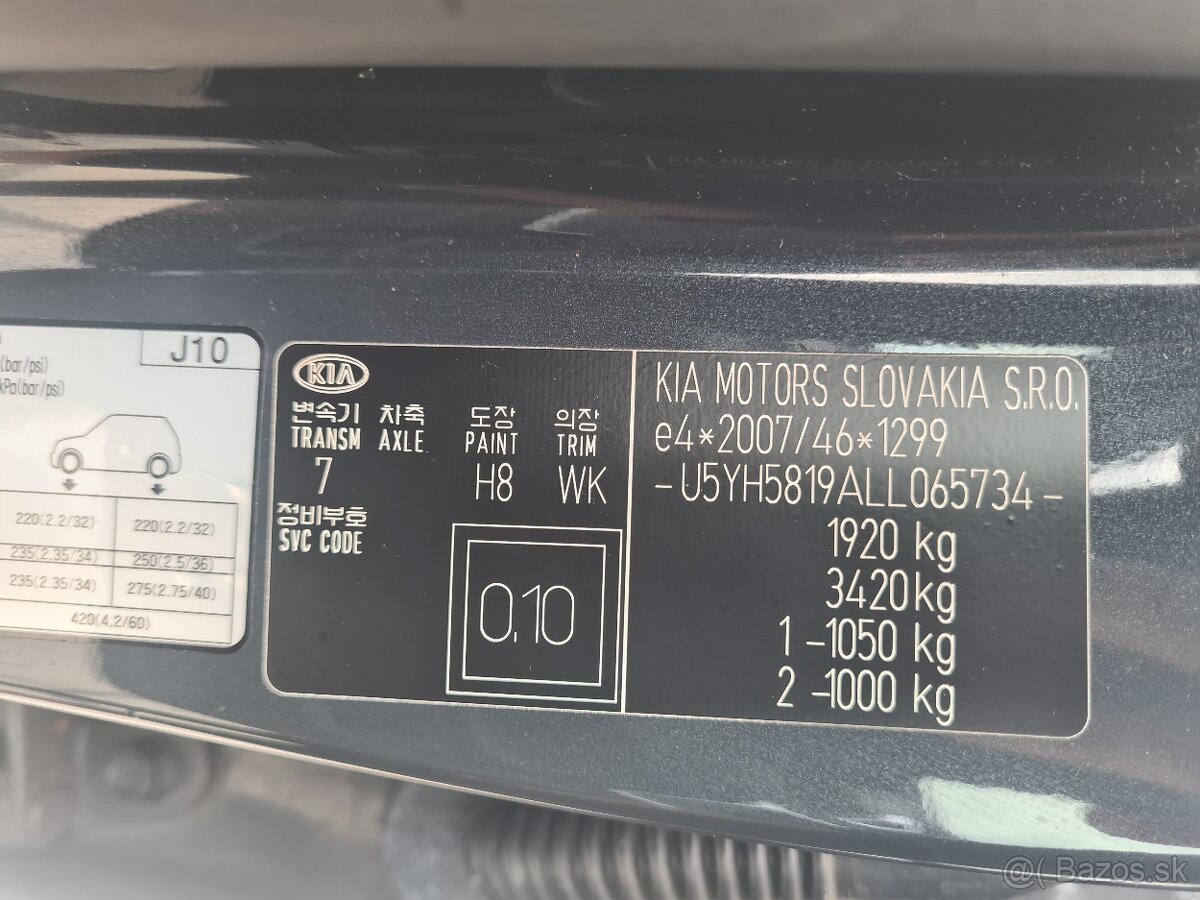 J10
(bar/psi)
kPa(bar/psi)
220(2.2/32) 220(2.2/32)
235(2.35/34) 250(2.5/36)
235(2.35/34) 275(2.75/40)
420(4.2/60)
KIA
변속기 차축 도장 의장
TRANSM AXLE PAINT TRIM
7 H8 WK
정비부호
SVC CODE
0.10
KIA MOTORS SLOVAKIA S.R.O.
e4*2007/46*1299
-U5YH5819ALL065734-
1920 kg
3420 kg
1 -1050 kg
2 -1000 kg
@( Bazos.sk